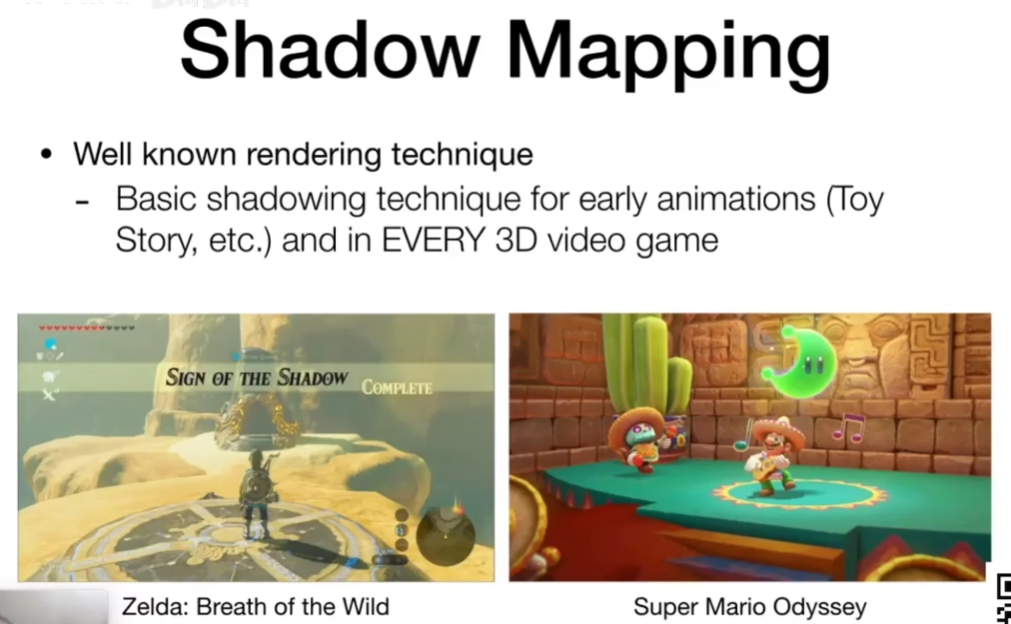 Shadow Mapping
• Well known rendering technique
– Basic shadowing technique for early animations (Toy
Story, etc.) and in EVERY 3D video game
SIGN OF THE SHADOW
COMPLETE
Zelda: Breath of the Wild
Super Mario Odyssey